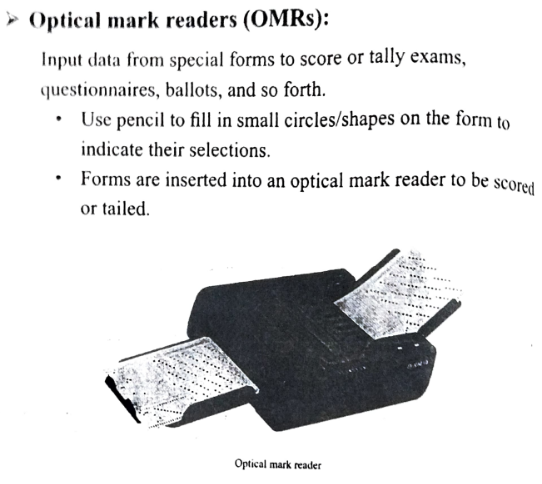 ➢ Optical mark readers (OMRs):
Input data from special forms to score or tally exams,
questionnaires, ballots, and so forth.
• Use pencil to fill in small circles/shapes on the form to
indicate their selections.
• Forms are inserted into an optical mark reader to be scored
or tailed.
Optical mark reader